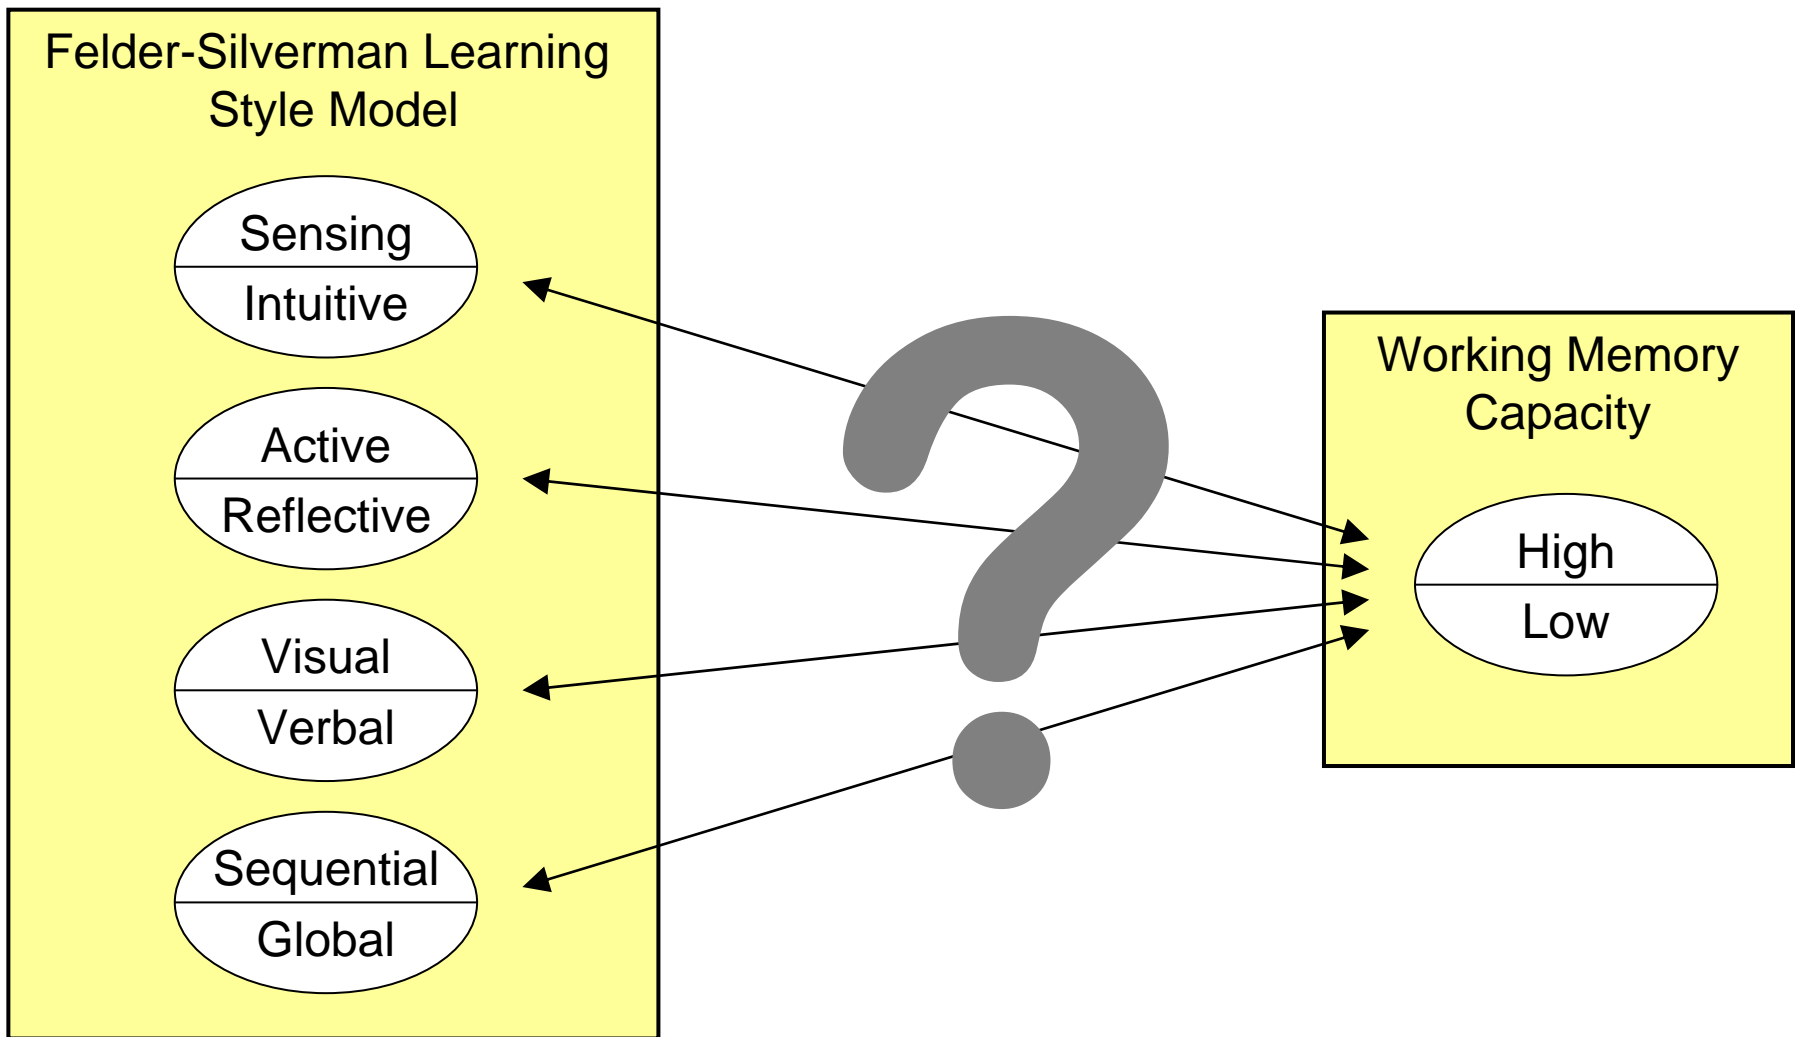 Felder-Silverman Learning
Style Model
Sensing
Intuitive
Active
Reflective
Visual
Verbal
Sequential
Global
?
Working Memory
Capacity
High
Low